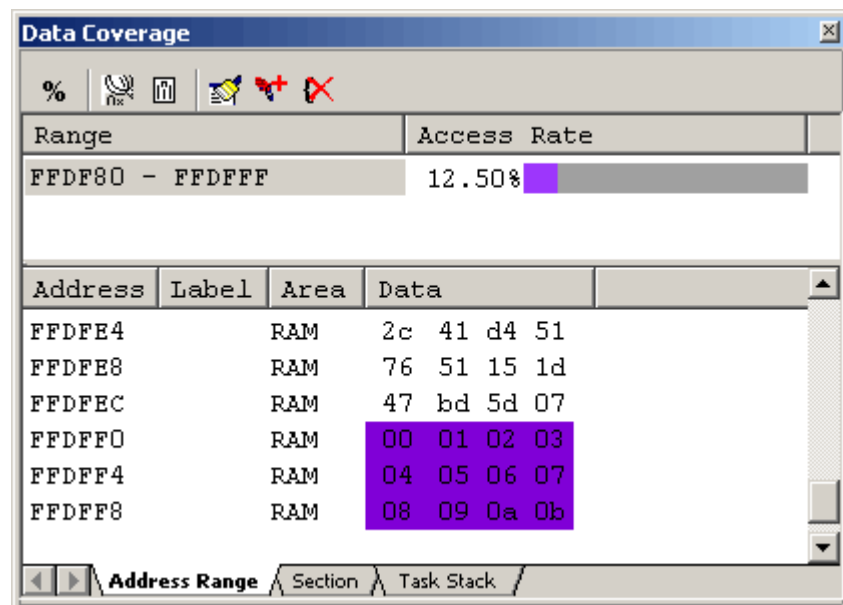 Data Coverage
%
Range Access Rate
FFDF80 - FFDFFF 12.50%
Address Label Area Data
FFDFE4 RAM 2c 41 d4 51
FFDFE8 RAM 76 51 15 1d
FFDFEC RAM 47 bd 5d 07
FFDFF0 RAM 00 01 02 03
FFDFF4 RAM 04 05 06 07
FFDFF8 RAM 08 09 0a 0b
Address Range Section Task Stack